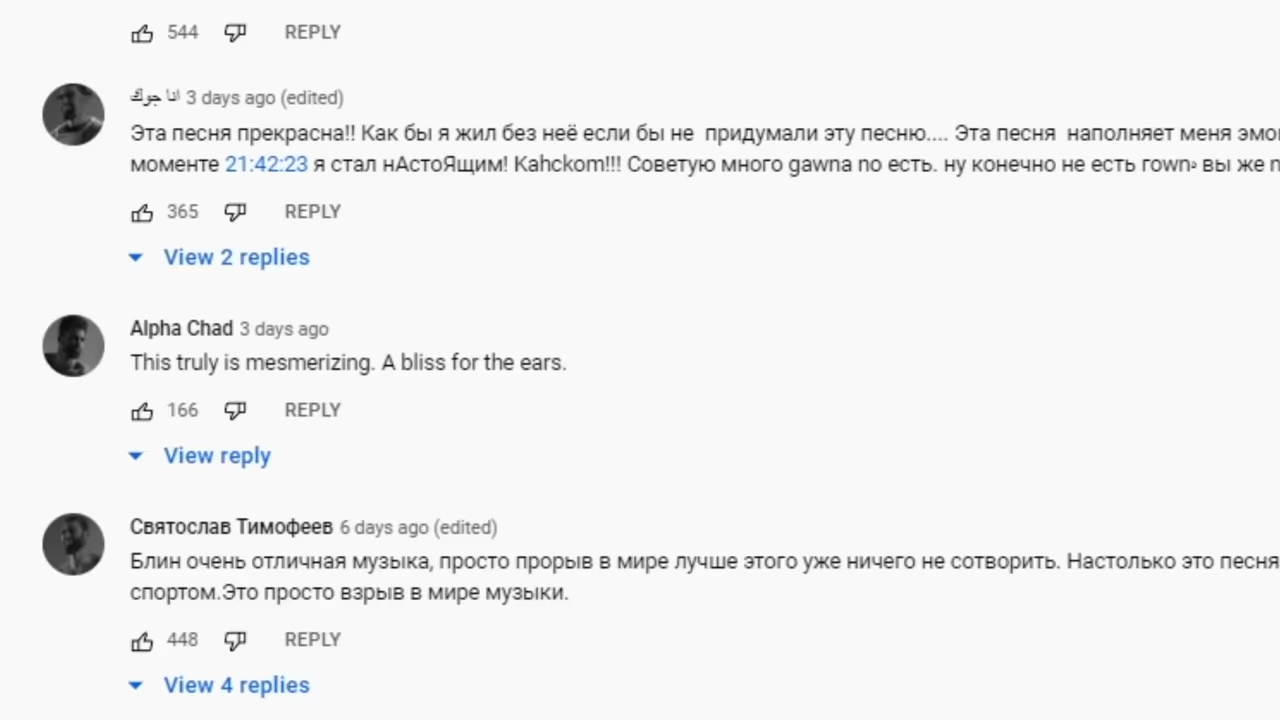 544 REPLY
انا جوك 3 days ago (edited)
Эта песня прекрасна!! Как бы я жил без неё если бы не придумали эту песню.... Эта песня наполняет меня
моменте 21:42:23 я стал нАстоЯщим! Kahckom!!! Советую много gawna no есть. ну конечно не есть вы же
365 REPLY
View 2 replies
Alpha Chad 3 days ago
This truly is mesmerizing. A bliss for the ears.
166 REPLY
View reply
Святослав Тимофеев 6 days ago (edited)
Блин очень отличная музыка, просто прорыв в мире лучше этого уже ничего не сотворить. Настолько это песня
спортом.Это просто взрыв в мире музыки.
448 REPLY
View 4 replies